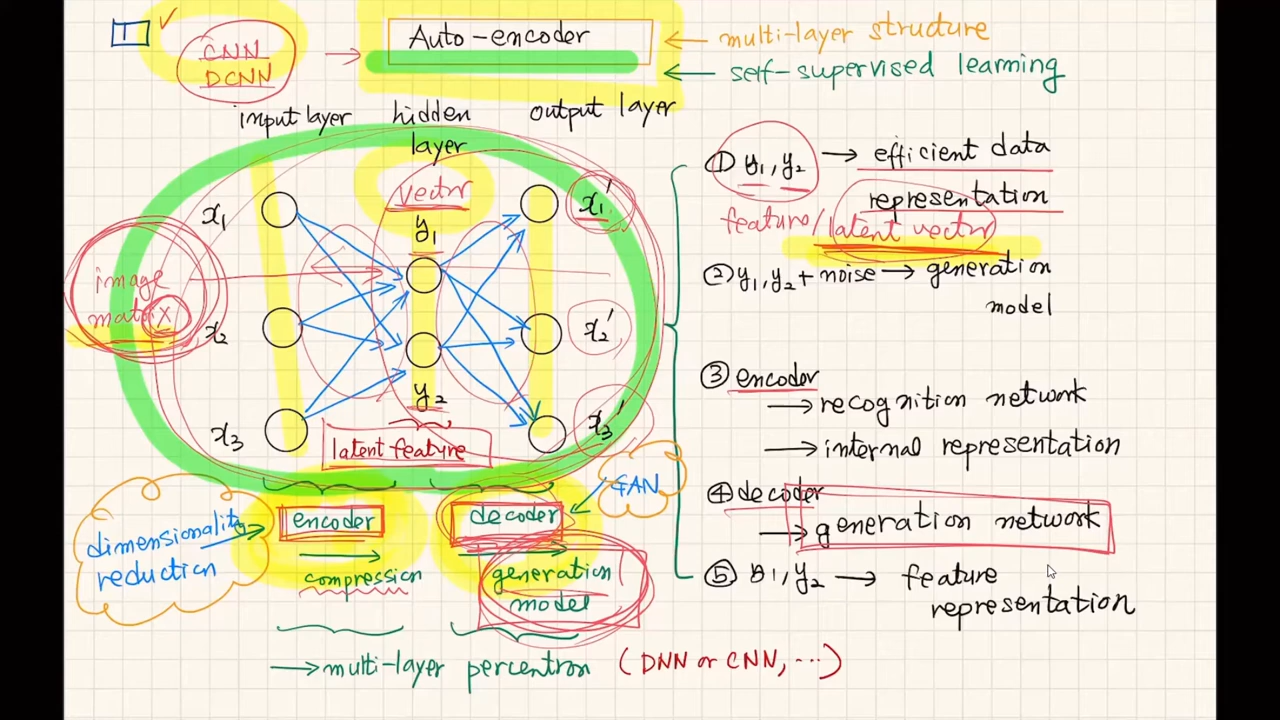 1
CNN
DCNN
Auto-encoder
multi-layer structure
self-supervised learning
input layer
hidden
layer
output layer
vector
x1
x2
x3
y1
y2
x1'
x2'
x3'
image
matrix X
latent feature
encoder
decoder
GAN
dimensionality
reduction
compression
generation
model
→ multi-layer percentron (DNN or CNN, ...)
① y1, y2 → efficient data
representation
feature/latent vector
② y1, y2 + noise → generation
model
③ encoder
→ recognition network
→ internal representation
④ decoder
→ generation network
⑤ y1, y2 → feature
representation